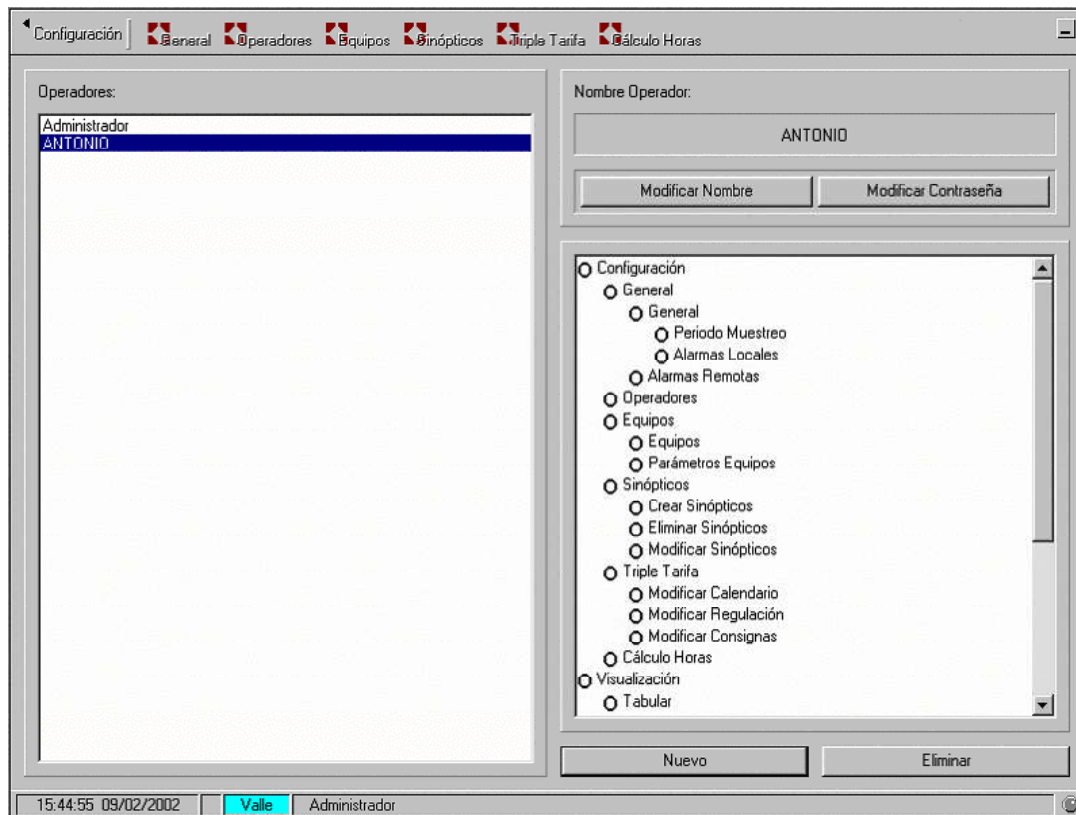 Configuración General Operadores Equipos Sinópticos Triple Tarifa Cálculo Horas
Operadores:
Administrador
ANTONIO
Nombre Operador:
ANTONIO
Modificar Nombre Modificar Contraseña
Configuración
General
General
Periodo Muestreo
Alarmas Locales
Alarmas Remotas
Operadores
Equipos
Equipos
Parámetros Equipos
Sinópticos
Crear Sinópticos
Eliminar Sinópticos
Modificar Sinópticos
Triple Tarifa
Modificar Calendario
Modificar Regulación
Modificar Consignas
Cálculo Horas
Visualización
Tabular
Nuevo Eliminar
15:44:55 09/02/2002 Valle Administrador